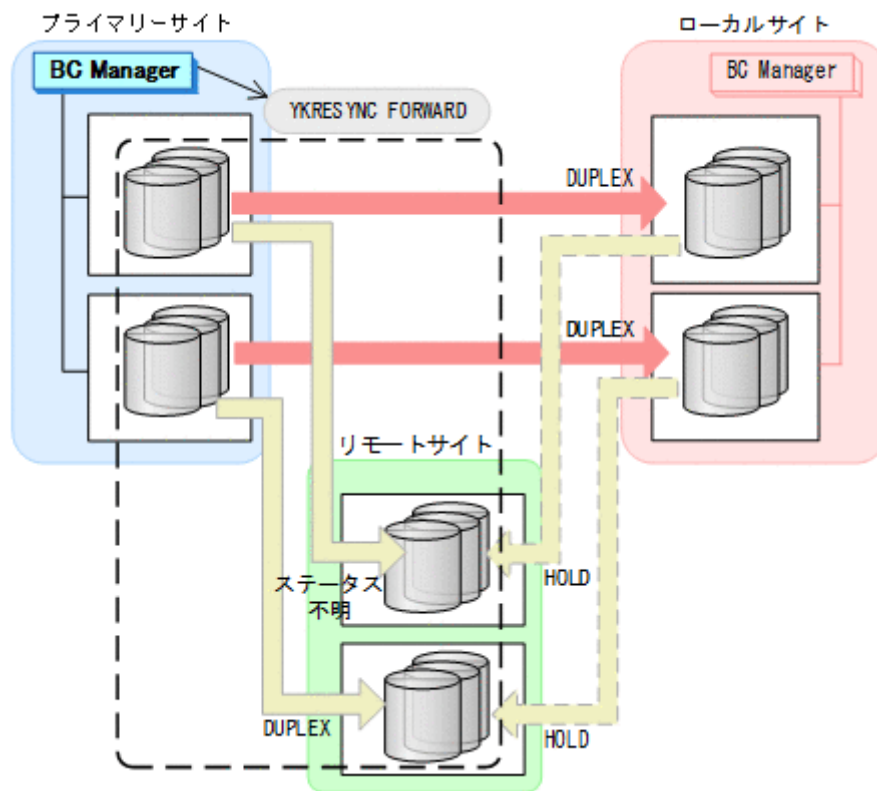 プライマリーサイト
ローカルサイト
BC Manager
BC Manager
YKRESYNC FORWARD
DUPLEX
DUPLEX
リモートサイト
ステータス
不明
HOLD
DUPLEX
HOLD